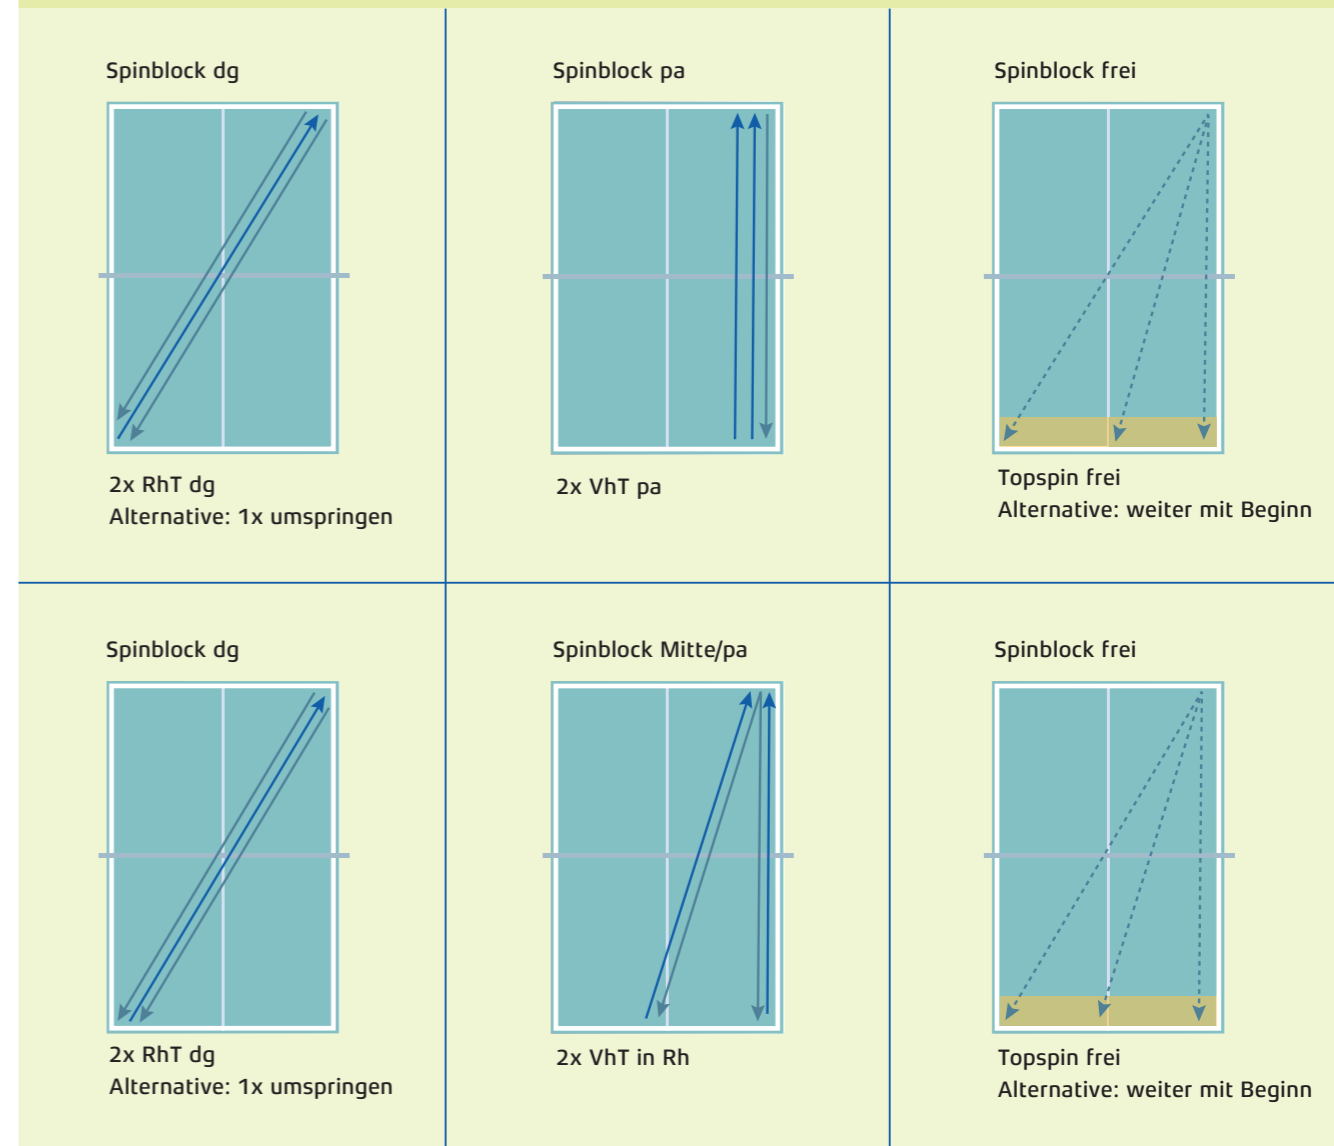 Spinblock dg
2x RhT dg
Alternative: 1x umspringen
Spinblock pa
2x VhT pa
Spinblock frei
Topspin frei
Alternative: weiter mit Beginn
Spinblock dg
2x RhT dg
Alternative: 1x umspringen
Spinblock Mitte/pa
2x VhT in Rh
Spinblock frei
Topspin frei
Alternative: weiter mit Beginn